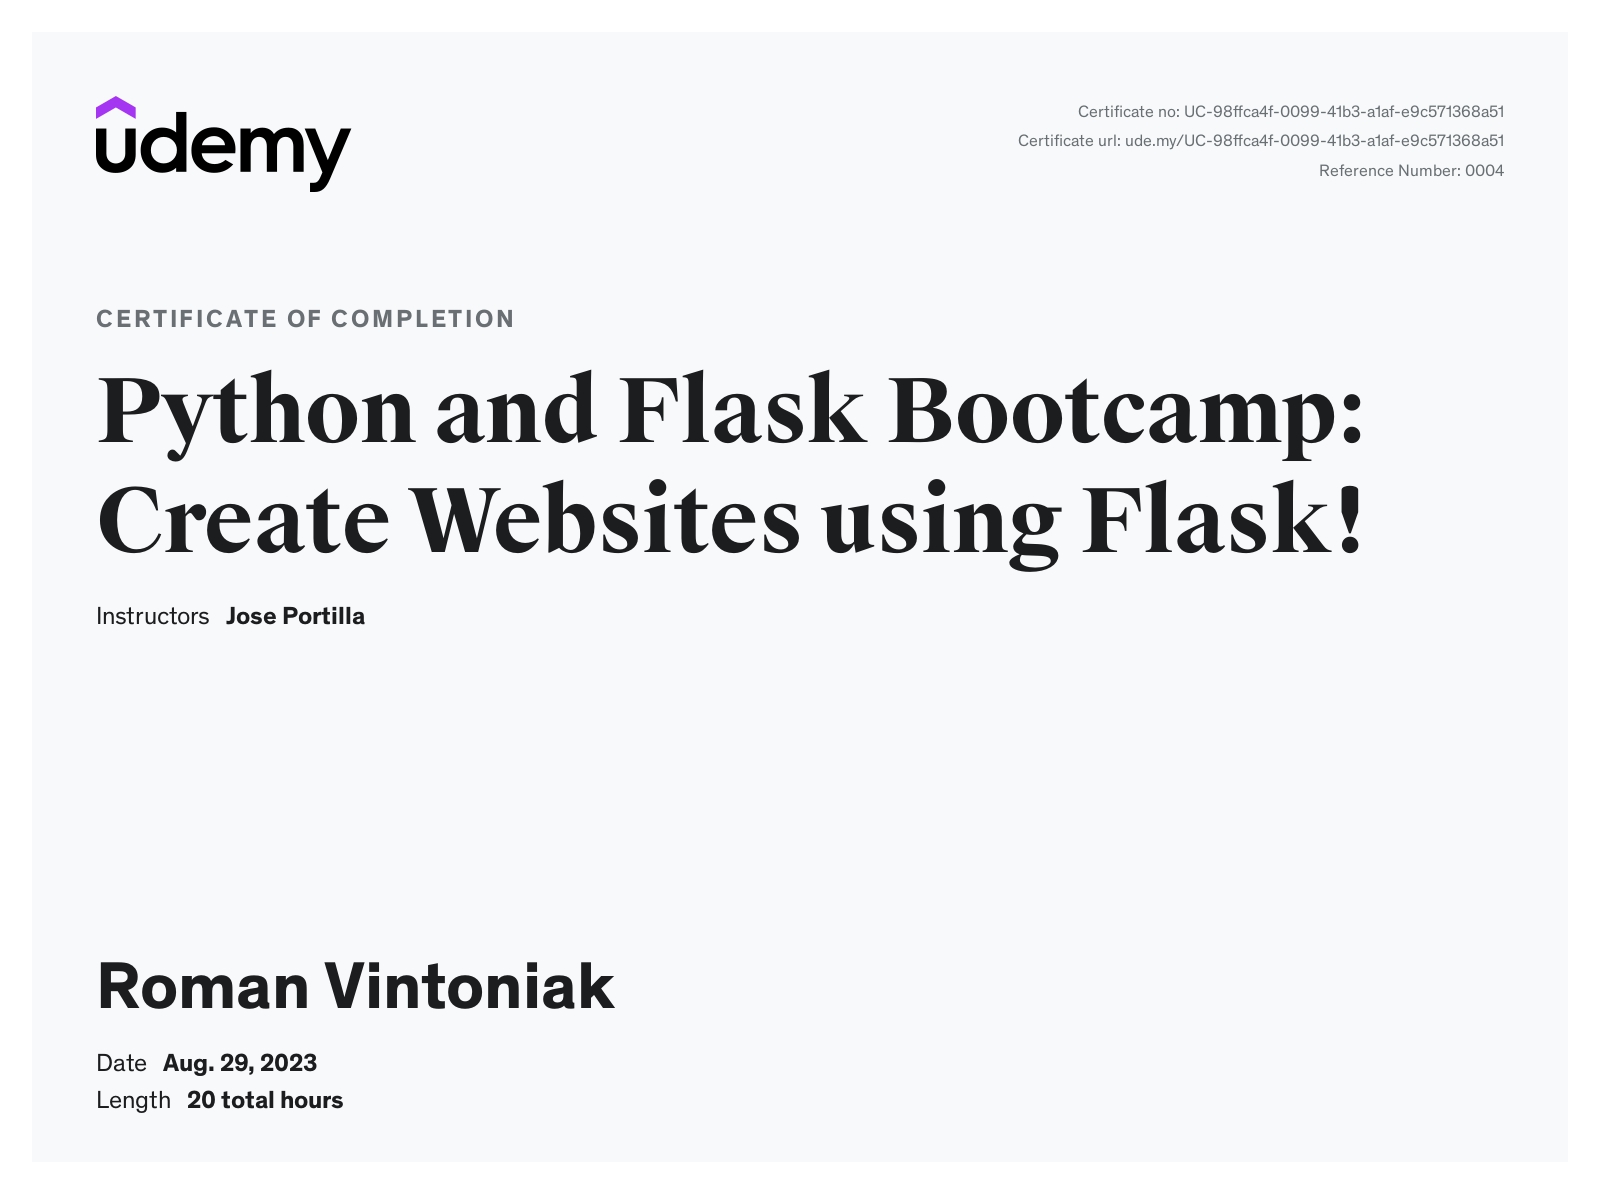 udemy
Certificate no: UC-98ffca4f-0099-41b3-a1af-e9c571368a51
Certificate url: ude.my/UC-98ffca4f-0099-41b3-a1af-e9c571368a51
Reference Number: 0004
CERTIFICATE OF COMPLETION
Python and Flask Bootcamp:
Create Websites using Flask!
Instructors Jose Portilla
Roman Vintoniak
Date Aug. 29, 2023
Length 20 total hours